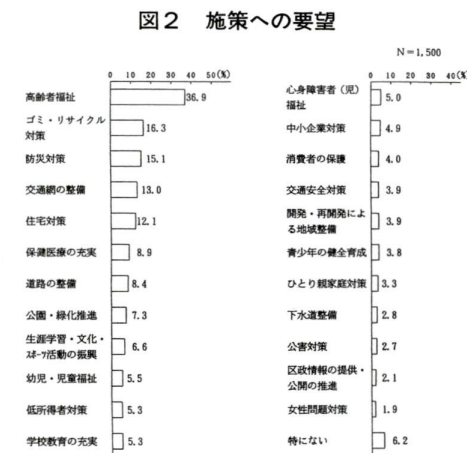 図２　施策への要望
N＝1,500
0 10 20 30 40 50(%)
高齢者福祉 36.9
ゴミ・リサイクル
対策 16.3
防災対策 15.1
交通網の整備 13.0
住宅対策 12.1
保健医療の充実 8.9
道路の整備 8.4
公園・緑化推進 7.3
生涯学習・文化・
スポーツ活動の振興 6.6
幼児・児童福祉 5.5
低所得者対策 5.3
学校教育の充実 5.3
0 10 20 30 40(%)
心身障害者（児）
福祉 5.0
中小企業対策 4.9
消費者の保護 4.0
交通安全対策 3.9
開発・再開発によ
る地域整備 3.9
青少年の健全育成 3.8
ひとり親家庭対策 3.3
下水道整備 2.8
公害対策 2.7
区政情報の提供・
公開の推進 2.1
女性問題対策 1.9
特にない 6.2